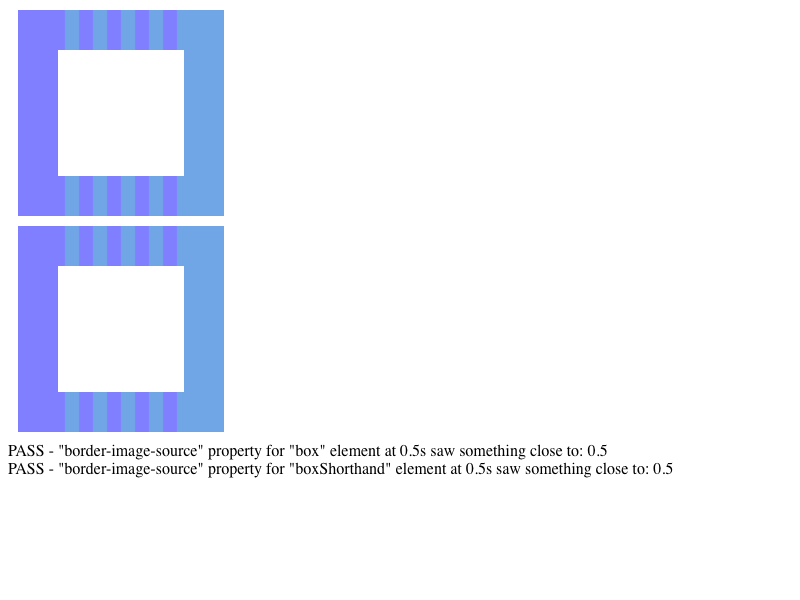 PASS - "border-image-source" property for "box" element at 0.5s saw something close to: 0.5
PASS - "border-image-source" property for "boxShorthand" element at 0.5s saw something close to: 0.5